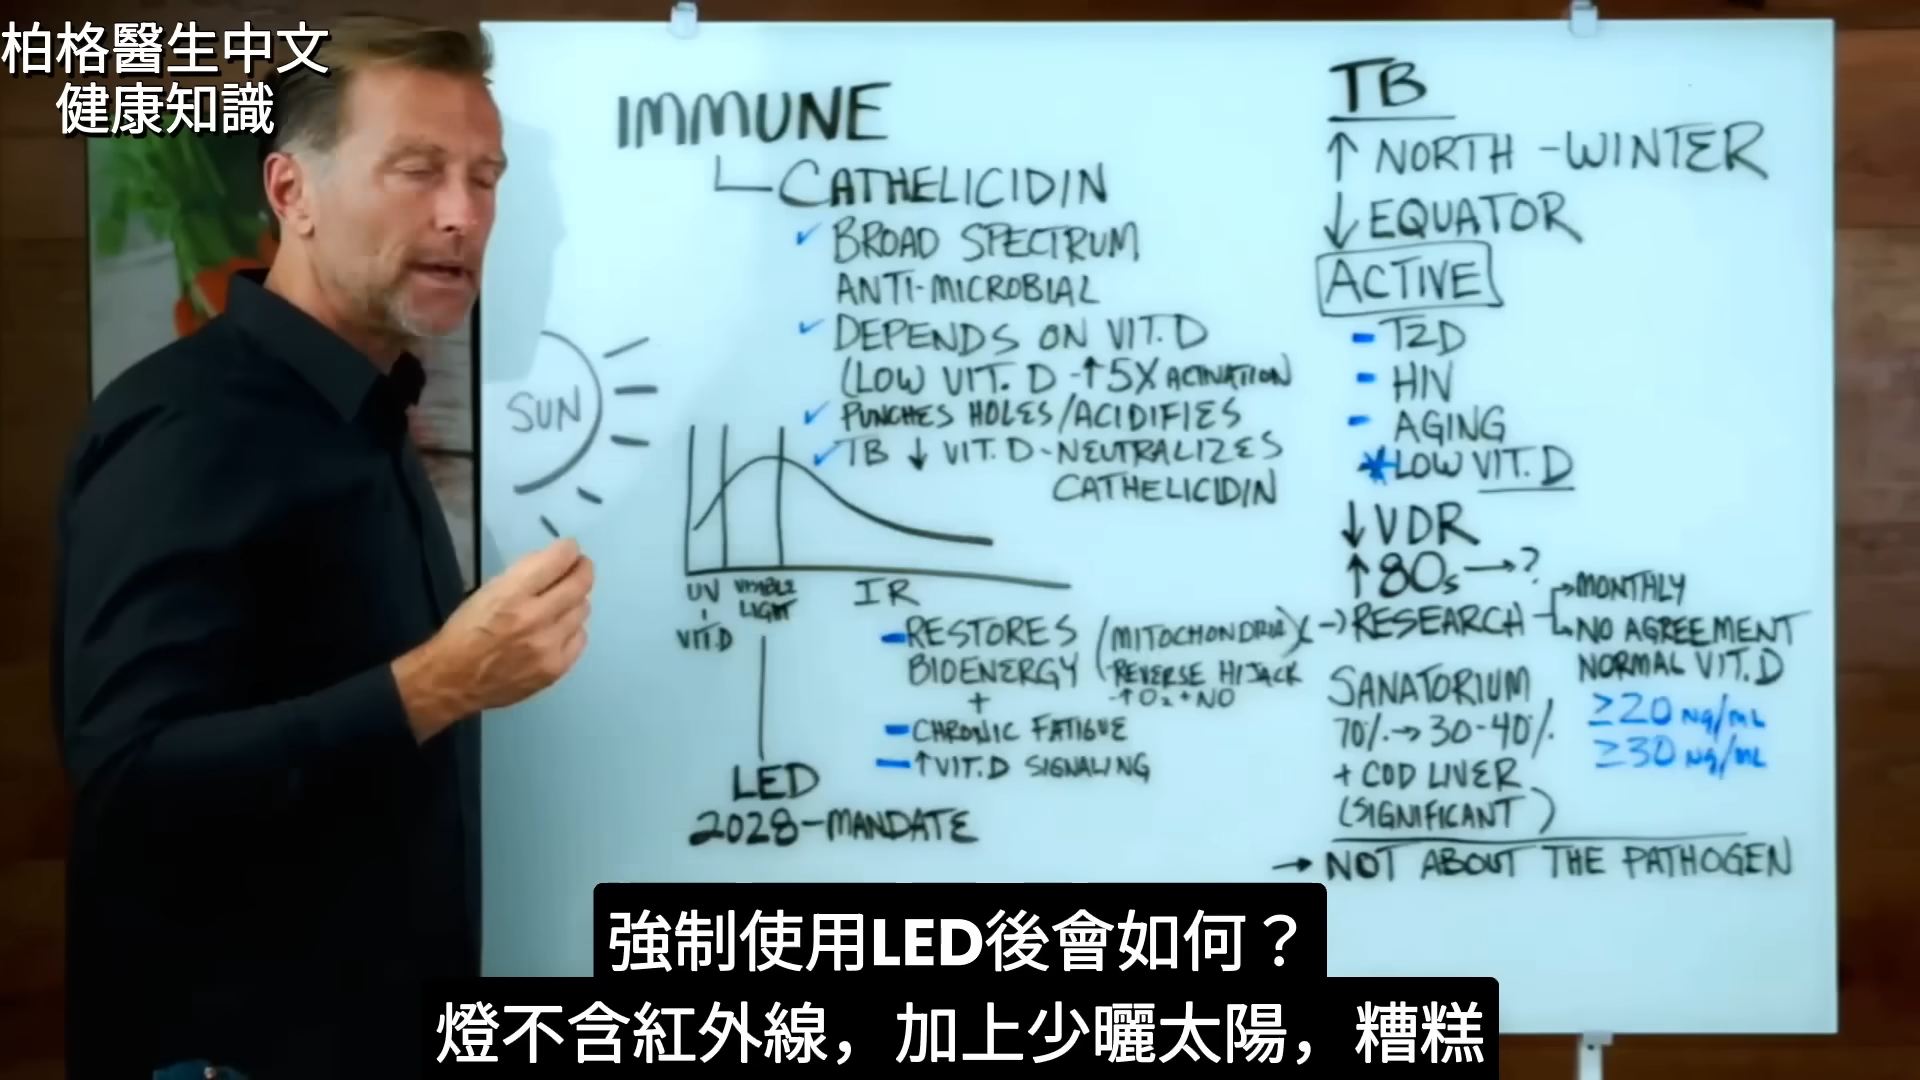 柏格醫生中文
健康知識
IMMUNE
CATHELICIDIN
✓ BROAD SPECTRUM
ANTI-MICROBIAL
✓ DEPENDS ON VIT. D
(LOW VIT. D -↑5X ACTIVATION
✓ PUNCHES HOLES/ACIDIFIES
✓ TB ↓ VIT. D-NEUTRALIZES
CATHELICIDIN
SUN
UV
VISIBLE
LIGHT
IR
VIT.D
- RESTORES
BIOENERGY
(MITOCHONDRIA)
-REVERSE HIJACK
-↑O₂+NO
+
- CHRONIC FATIGUE
- ↑VIT.D SIGNALING
LED
2028-MANDATE
TB
↑ NORTH -WINTER
↓ EQUATOR
ACTIVE
- T2D
- HIV
- AGING
* LOW VIT. D
↓VDR
↑80s →?
→RESEARCH
→MONTHLY
→NO AGREEMENT
NORMAL VIT. D
≥20 NG/ML
≥30 NG/ML
SANATORIUM
70%→30-40%
+ COD LIVER
(SIGNIFICANT)
→ NOT ABOUT THE PATHOGEN
強制使用LED後會如何？
燈不含紅外線，加上少曬太陽，糟糕